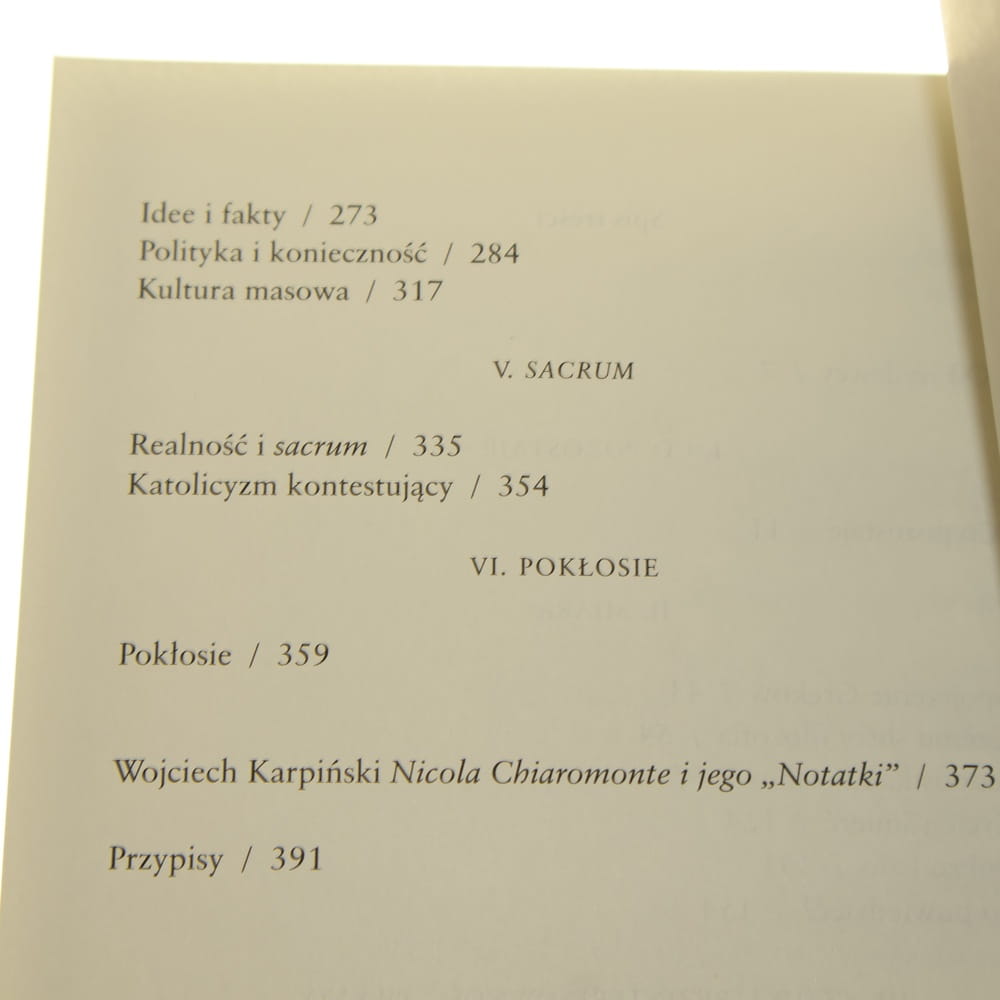 Idee i fakty / 273
Polityka i konieczność / 284
Kultura masowa / 317
V. SACRUM
Realność i sacrum / 335
Katolicyzm kontestujący / 354
VI. POKŁOSIE
Pokłosie / 359
Wojciech Karpiński Nicola Chiaromonte i jego „Notatki” / 373
Przypisy / 391